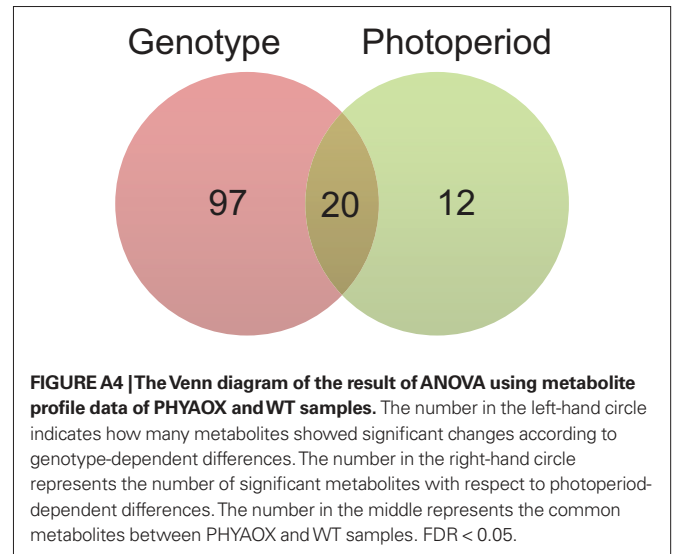 Genotype Photoperiod
97 20 12
FIGURE A4 | The Venn diagram of the result of ANOVA using metabolite
profile data of PHYAOX and WT samples. The number in the left-hand circle
indicates how many metabolites showed significant changes according to
genotype-dependent differences. The number in the right-hand circle
represents the number of significant metabolites with respect to photoperiod-
dependent differences. The number in the middle represents the common
metabolites between PHYAOX and WT samples. FDR < 0.05.